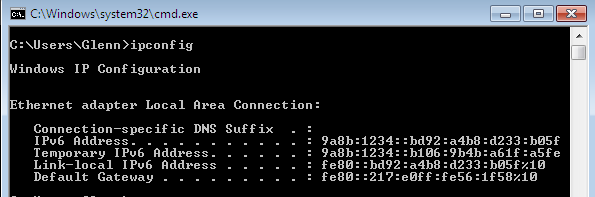 C:\Windows\system32\cmd.exe
C:\Users\Glenn>ipconfig
Windows IP Configuration
Ethernet adapter Local Area Connection:
Connection-specific DNS Suffix . :
IPv6 Address. . . . . . . . . . . : 9a8b:1234::bd92:a4b8:d233:b05f
Temporary IPv6 Address. . . . . . : 9a8b:1234::b106:9b4b:a61f:a5fe
Link-local IPv6 Address . . . . . : fe80::bd92:a4b8:d233:b05f%10
Default Gateway . . . . . . . . . : fe80::217:e0ff:fe56:1f58%10